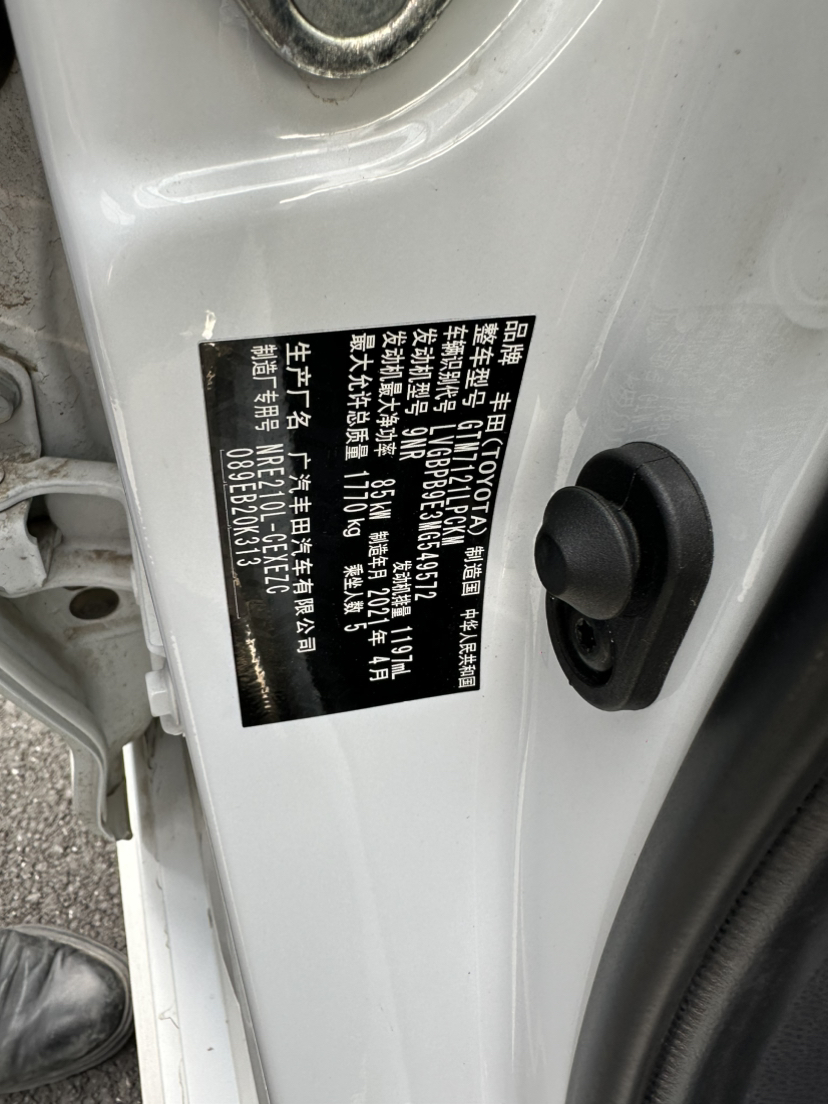 品牌 丰田(TOYOTA) 制造国 中华人民共和国
整车型号 GTM7121LPCKM
车辆识别代号 LVGBPB9E3MG549572
发动机型号 9NR 发动机排量 1197mL
发动机最大净功率 85kW 制造年月 2021年 4月
最大允许总质量 1770kg 乘坐人数 5
生产厂名 广汽丰田汽车有限公司
制造厂专用号 NRE210L-CEXEZC
089EB20K313